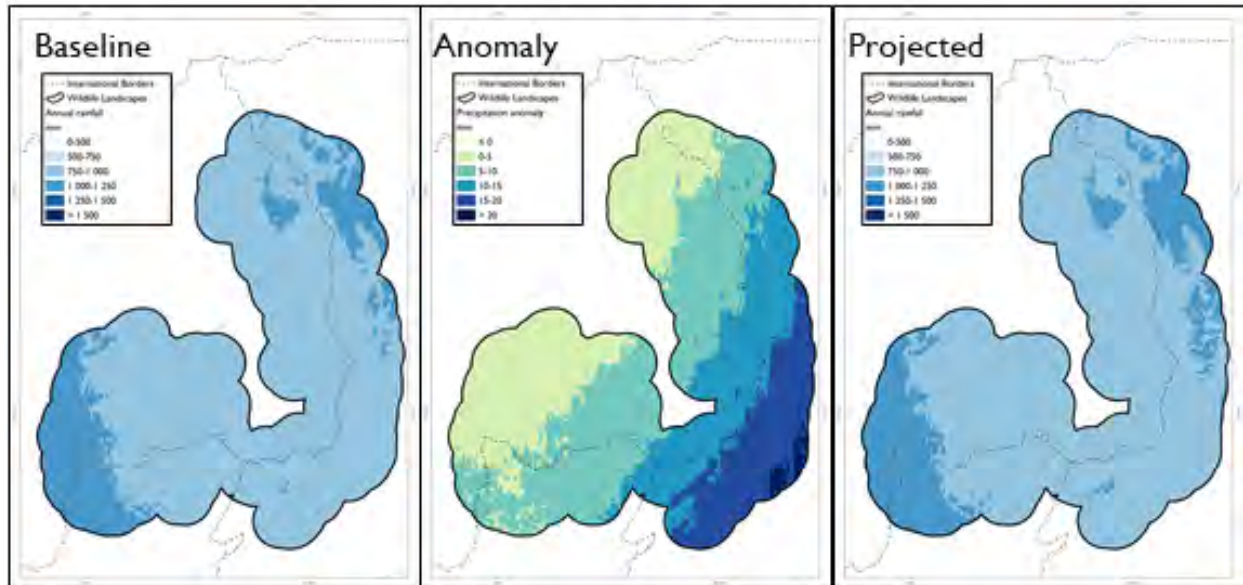 Baseline
International Borders
Wildlife Landscapes
Annual rainfall
mm
0-500
500-750
750-1 000
1 000-1 250
1 250-1 500
> 1 500
Anomaly
International Borders
Wildlife Landscapes
Precipitation anomaly
mm
≤ 0
0-5
5-10
10-15
15-20
> 20
Projected
International Borders
Wildlife Landscapes
Annual rainfall
mm
0-500
500-750
750-1 000
1 000-1 250
1 250-1 500
> 1 500